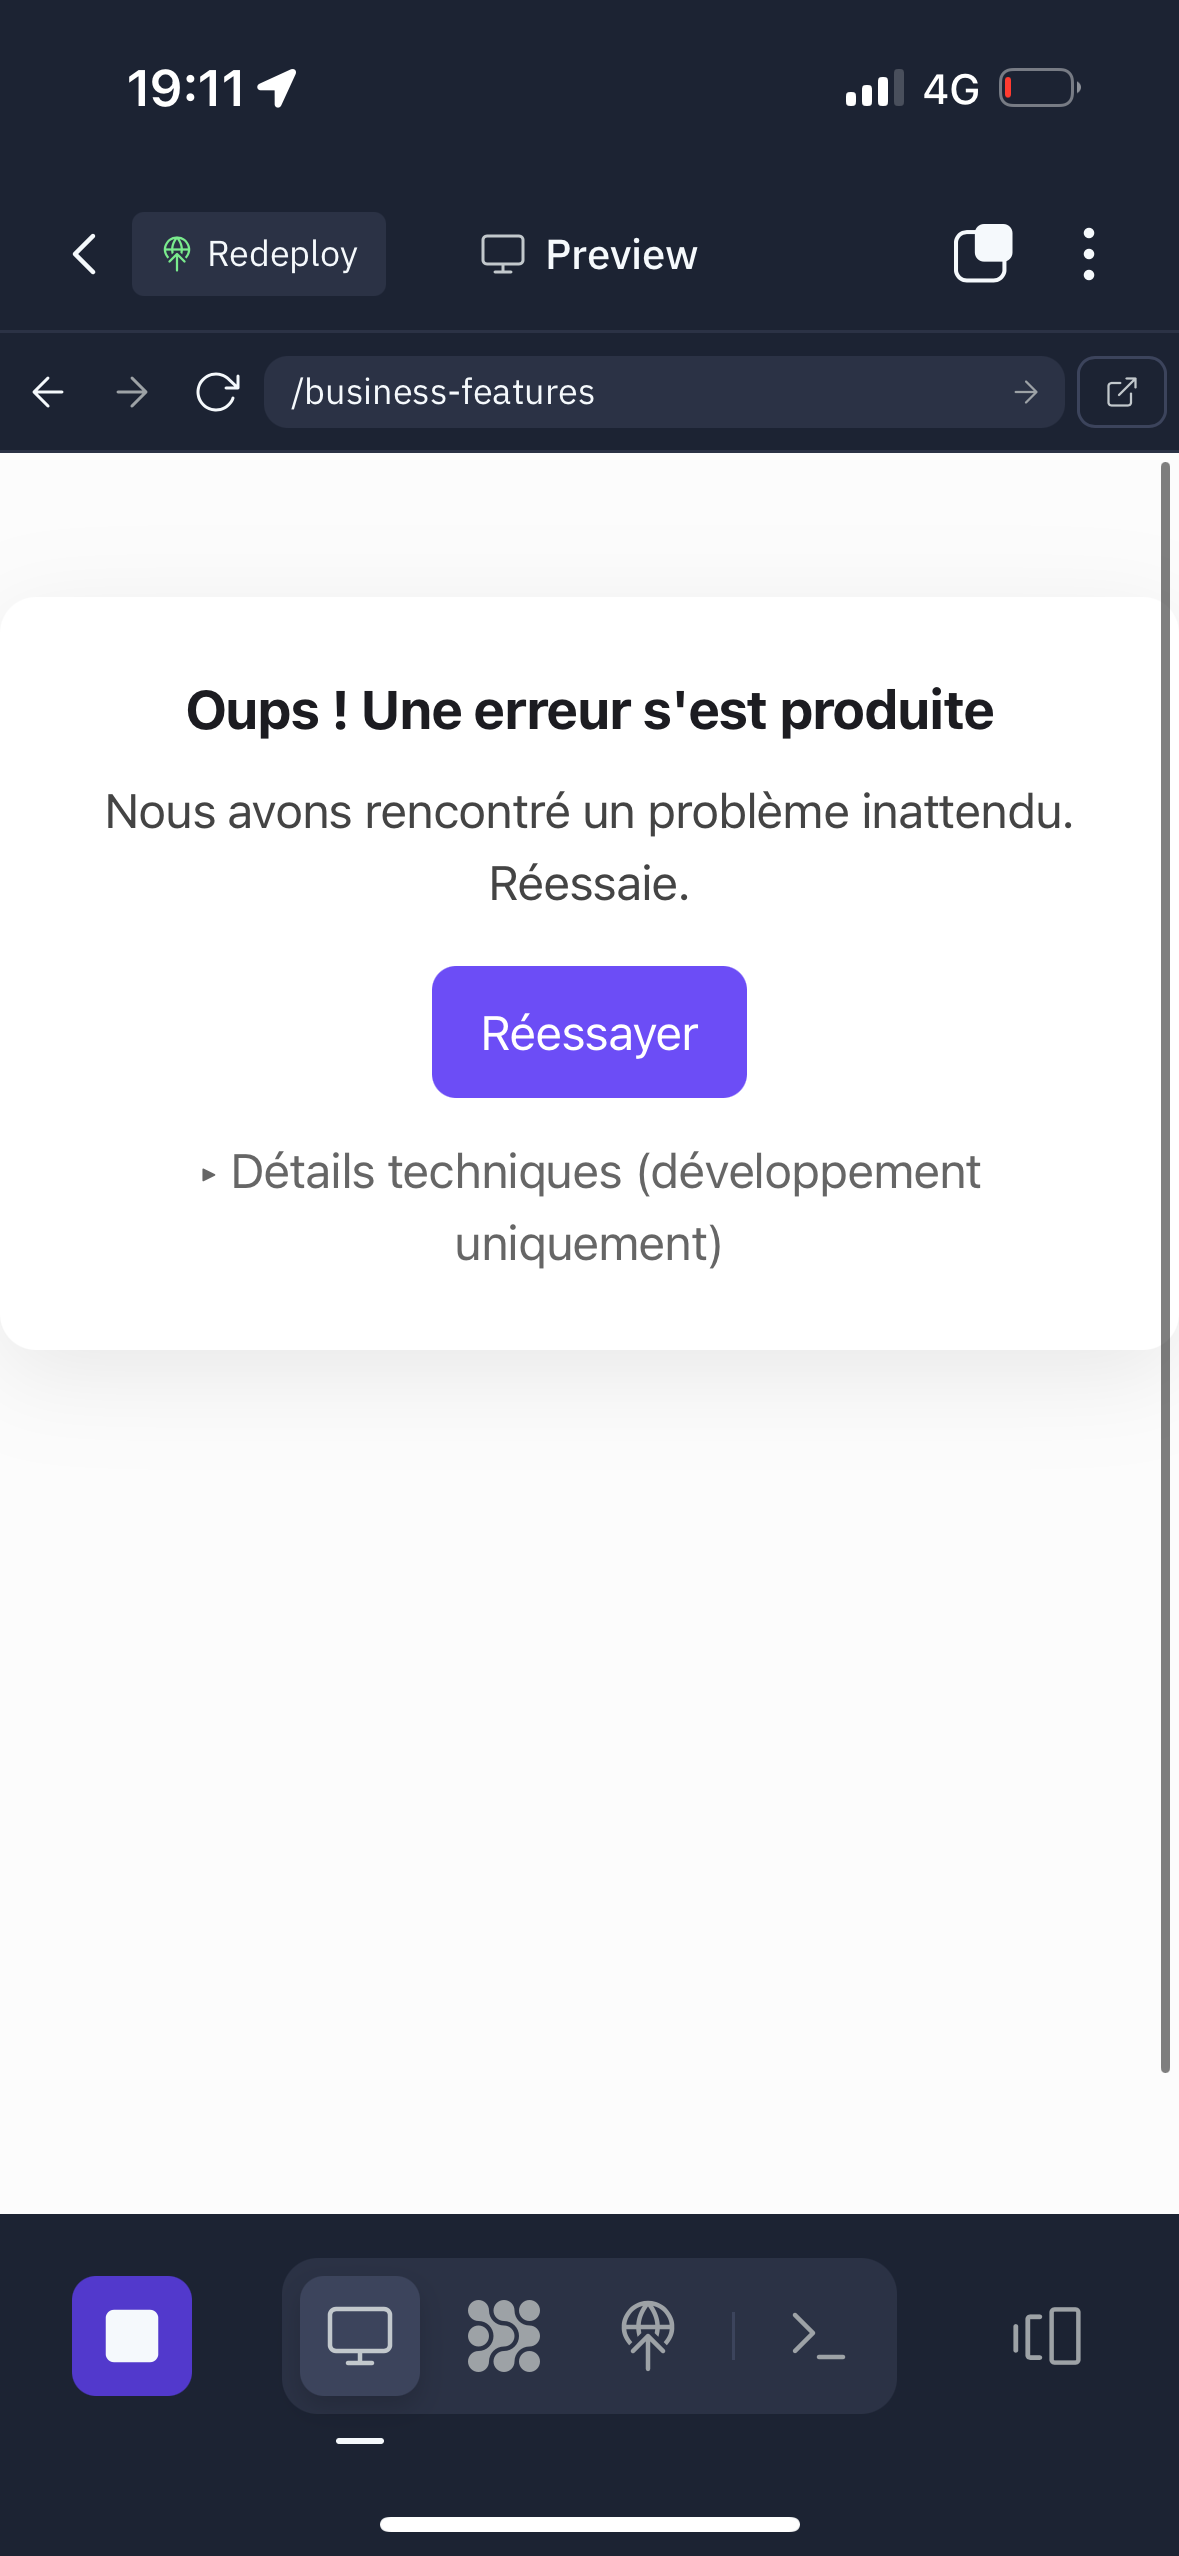 19:11
4G
Redeploy
Preview
/business-features
Oups ! Une erreur s'est produite
Nous avons rencontré un problème inattendu.
Réessaie.
Réessayer
▸ Détails techniques (développement
uniquement)